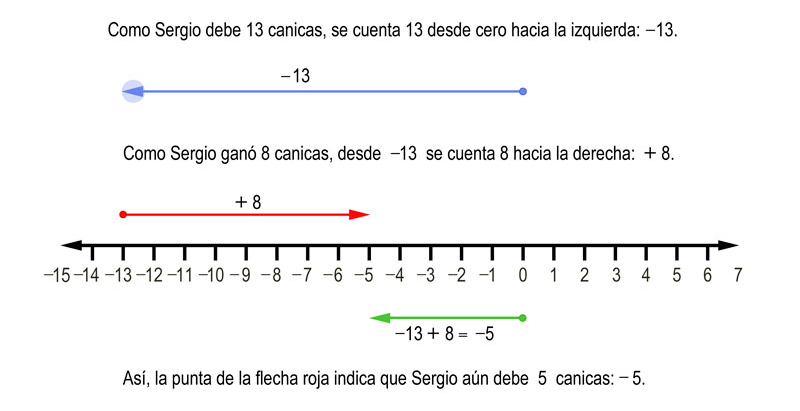 Como Sergio debe 13 canicas, se cuenta 13 desde cero hacia la izquierda: −13.
−13
Como Sergio ganó 8 canicas, desde −13 se cuenta 8 hacia la derecha: + 8.
+ 8
−15 −14 −13 −12 −11 −10 −9 −8 −7 −6 −5 −4 −3 −2 −1 0 1 2 3 4 5 6 7
−13 + 8 = −5
Así, la punta de la flecha roja indica que Sergio aún debe 5 canicas: − 5.